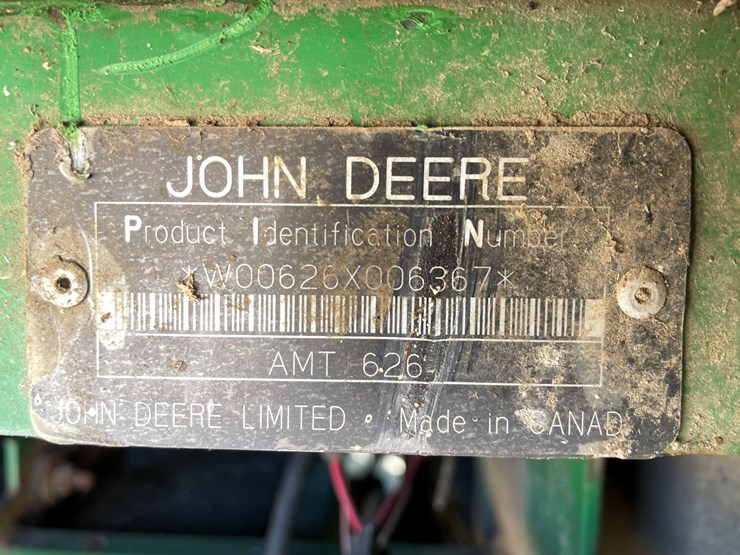 JOHN DEERE
Product Identification Number
*W00626X006367*
AMT 626
JOHN DEERE LIMITED • Made in CANAD